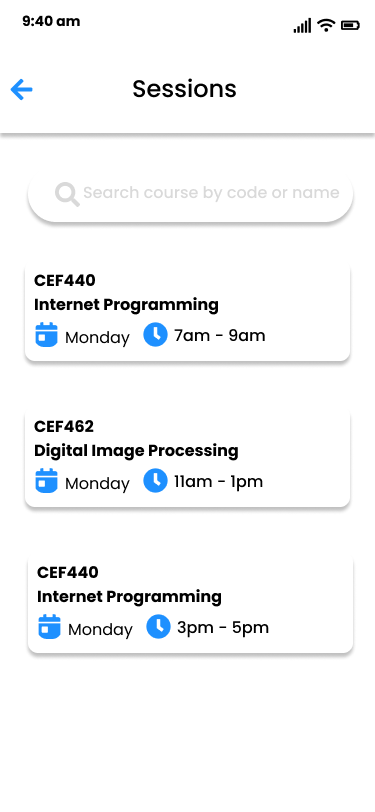 9:40 am
Sessions
Search course by code or name
CEF440
Internet Programming
Monday 7am - 9am
CEF462
Digital Image Processing
Monday 11am - 1pm
CEF440
Internet Programming
Monday 3pm - 5pm